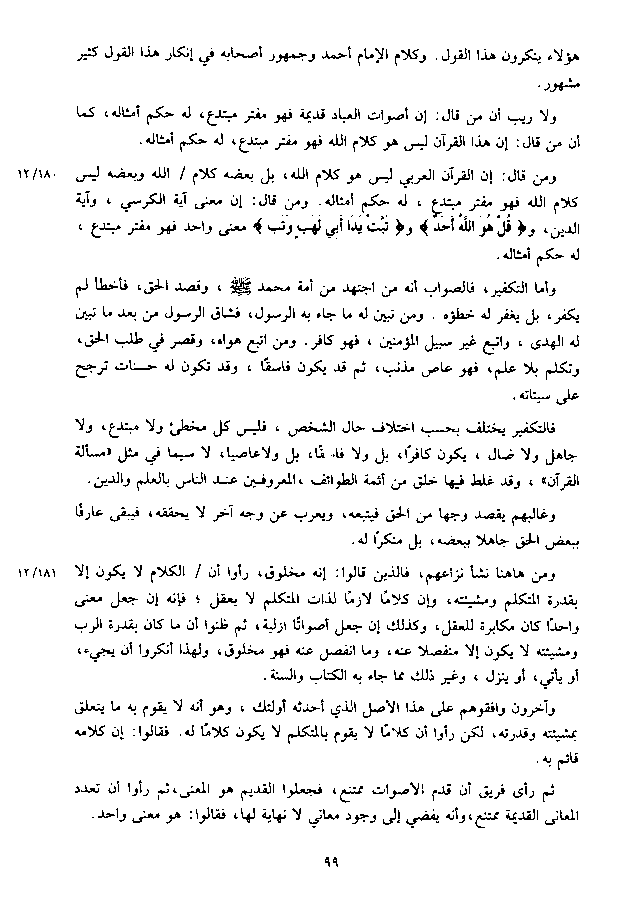 هؤلاء ينكرون هذا القول. وكلام الإمام أحمد وجمهور أصحابه في إنكار هذا القول كثير
مشهور.
ولا ريب أن من قال: إن أصوات العباد قديمة فهو مفتر مبتدع، له حكم أمثاله، كما
أن من قال: إن هذا القرآن ليس هو كلام الله فهو مفتر مبتدع، له حكم أمثاله.
ومن قال: إن القرآن العربي ليس هو كلام الله، بل بعضه كلام / الله وبعضه ليس ١٢/١٨٠
كلام الله فهو مفتر مبتدع ، له حكم أمثاله. ومن قال: إن معنى آية الكرسي ، وآية
الدين، و﴿ قُلْ هُوَ اللَّهُ أَحَدٌ ﴾ و﴿ تَبَّتْ يَدَا أَبِي لَهَبٍ وَتَبَّ ﴾ معنى واحد فهو مفتر مبتدع ،
له حكم أمثاله.
وأما التكفير، فالصواب أنه من اجتهد من أمة محمد ﷺ ، وقصد الحق، فأخطأ لم
يكفر، بل يغفر له خطؤه . ومن تبين له ما جاء به الرسول، فشاق الرسول من بعد ما تبين
له الهدى ، واتبع غير سبيل المؤمنين ، فهو كافر. ومن اتبع هواه، وقصر في طلب الحق،
وتكلم بلا علم، فهو عاص مذنب، ثم قد يكون فاسقًا ، وقد تكون له حسنات ترجح
على سيئاته.
فالتكفير يختلف بحسب اختلاف حال الشخص ، فليس كل مخطئ ولا مبتدع، ولا
جاهل ولا ضال ، يكون كافرًا، بل ولا فاسقًا، بل ولاعاصيا، لا سيما في مثل «مسألة
القرآن» ، وقد غلط فيها خلق من أئمة الطوائف ،المعروفين عند الناس بالعلم والدين.
وغالبهم يقصد وجها من الحق فيتبعه، ويعزب عن وجه آخر لا يحققه، فيبقى عارفًا
ببعض الحق جاهلا ببعضه، بل منكرًا له.
ومن هاهنا نشأ نزاعهم، فالذين قالوا: إنه مخلوق، رأوا أن / الكلام لا يكون إلا ١٢/١٨١
بقدرة المتكلم ومشيئته، وإن كلامًا لازمًا لذات المتكلم لا يعقل ؛ فإنه إن جعل معنى
واحدًا كان مكابرة للعقل، وكذلك إن جعل أصواتًا أزلية، ثم ظنوا أن ما كان بقدرة الرب
ومشيئته لا يكون إلا منفصلا عنه، وما انفصل عنه فهو مخلوق، ولهذا أنكروا أن يجيء،
أو يأتي، أو ينزل ، وغير ذلك مما جاء به الكتاب والسنة.
وآخرون وافقوهم على هذا الأصل الذي أحدثه أولئك ، وهو أنه لا يقوم به ما يتعلق
بمشيئته وقدرته، لكن رأوا أن كلامًا لا يقوم بالمتكلم لا يكون كلامًا له. فقالوا: إن كلامه
قائم به.
ثم رأى فريق أن قدم الأصوات ممتنع، فجعلوا القديم هو المعنى،ثم رأوا أن تعدد
المعاني القديمة ممتنع،وأنه يفضي إلى وجود معاني لا نهاية لها، فقالوا: هو معنى واحد.
٩٩